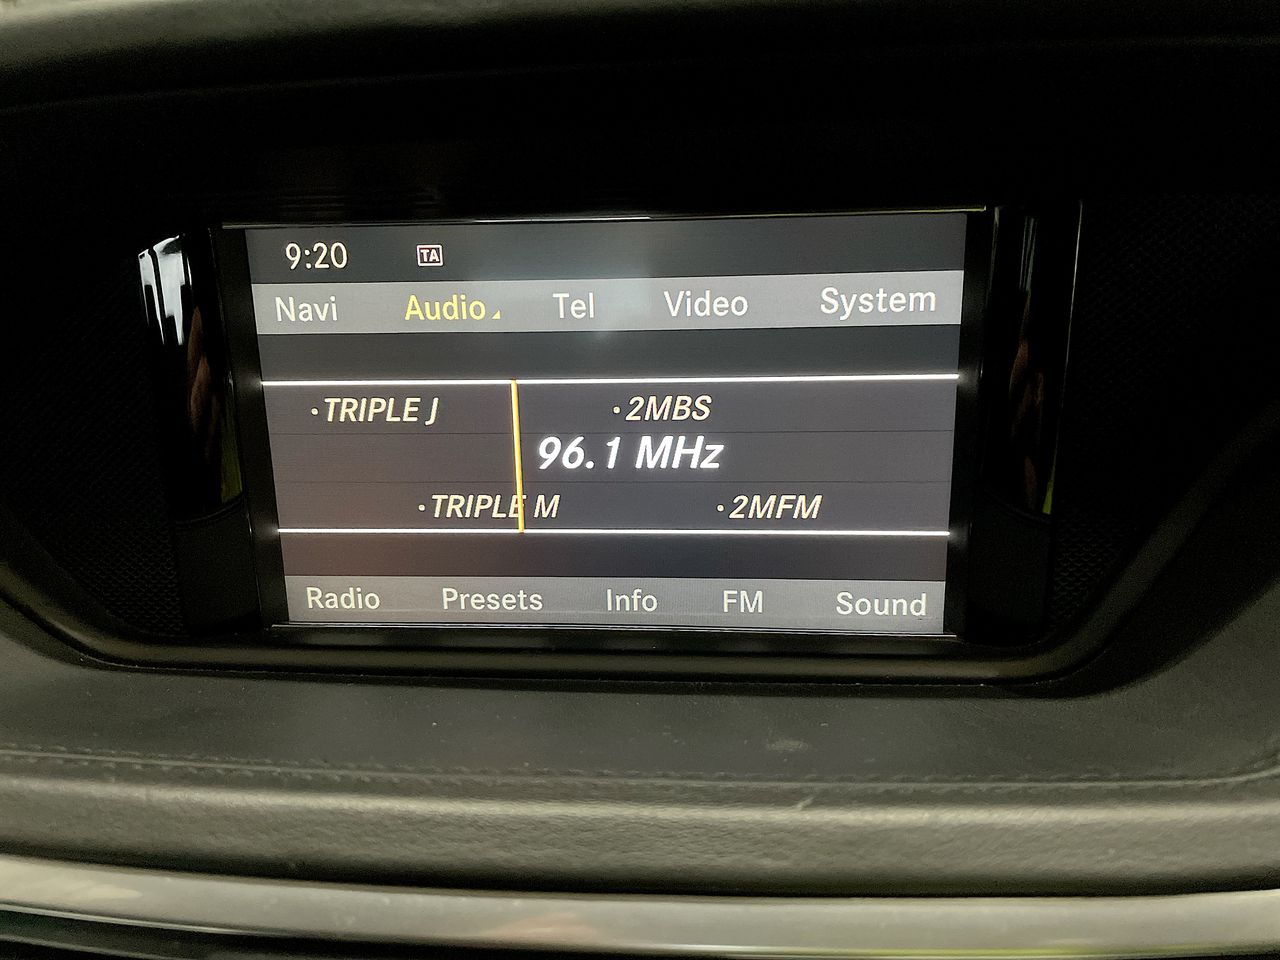 9:20 TA
Navi Audio Tel Video System
·TRIPLE J ·2MBS
96.1 MHz
·TRIPLE M ·2MFM
Radio Presets Info FM Sound